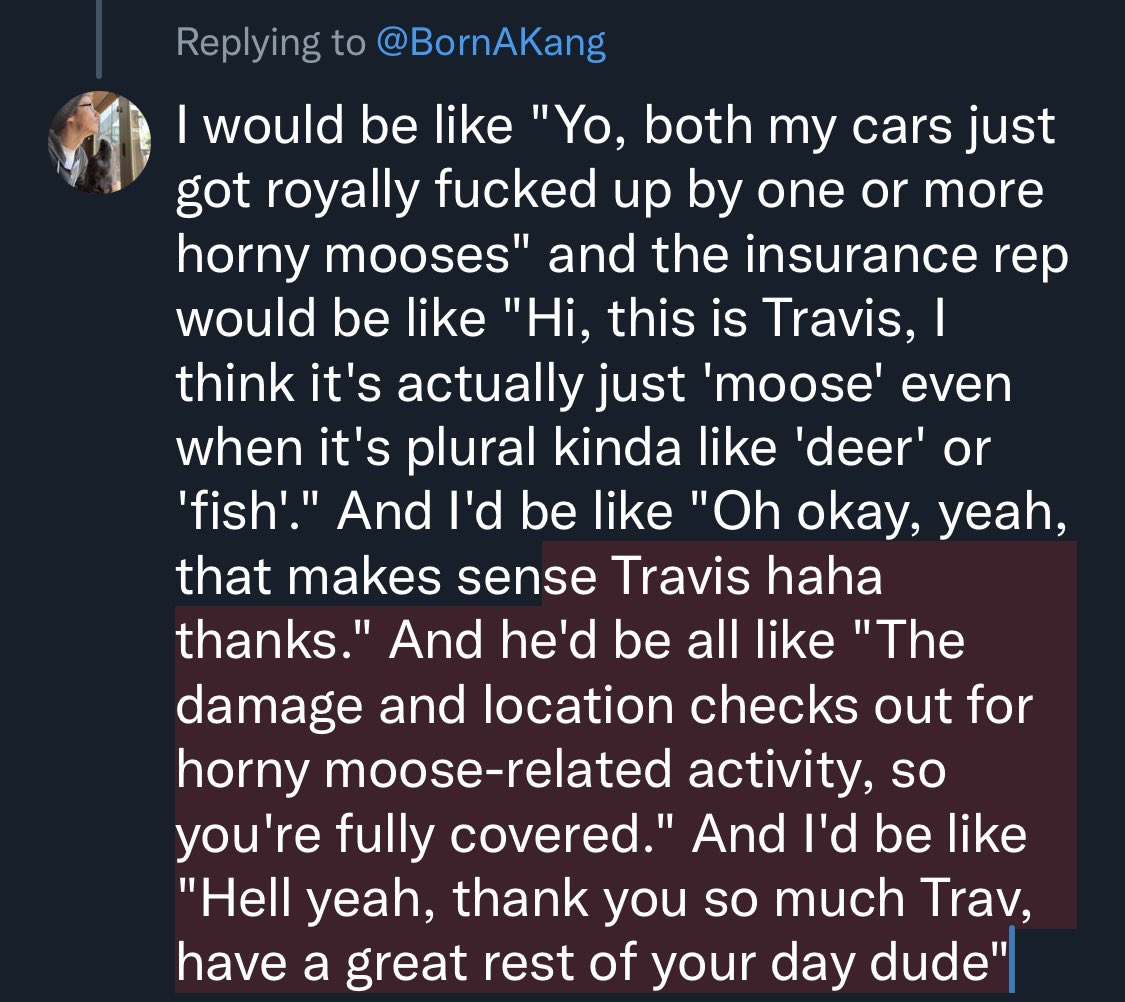 Replying to @BornAKang
I would be like "Yo, both my cars just
got royally fucked up by one or more
horny mooses" and the insurance rep
would be like "Hi, this is Travis, I
think it's actually just 'moose' even
when it's plural kinda like 'deer' or
'fish'." And I'd be like "Oh okay, yeah,
that makes sense Travis haha
thanks." And he'd be all like "The
damage and location checks out for
horny moose-related activity, so
you're fully covered." And I'd be like
"Hell yeah, thank you so much Trav,
have a great rest of your day dude"